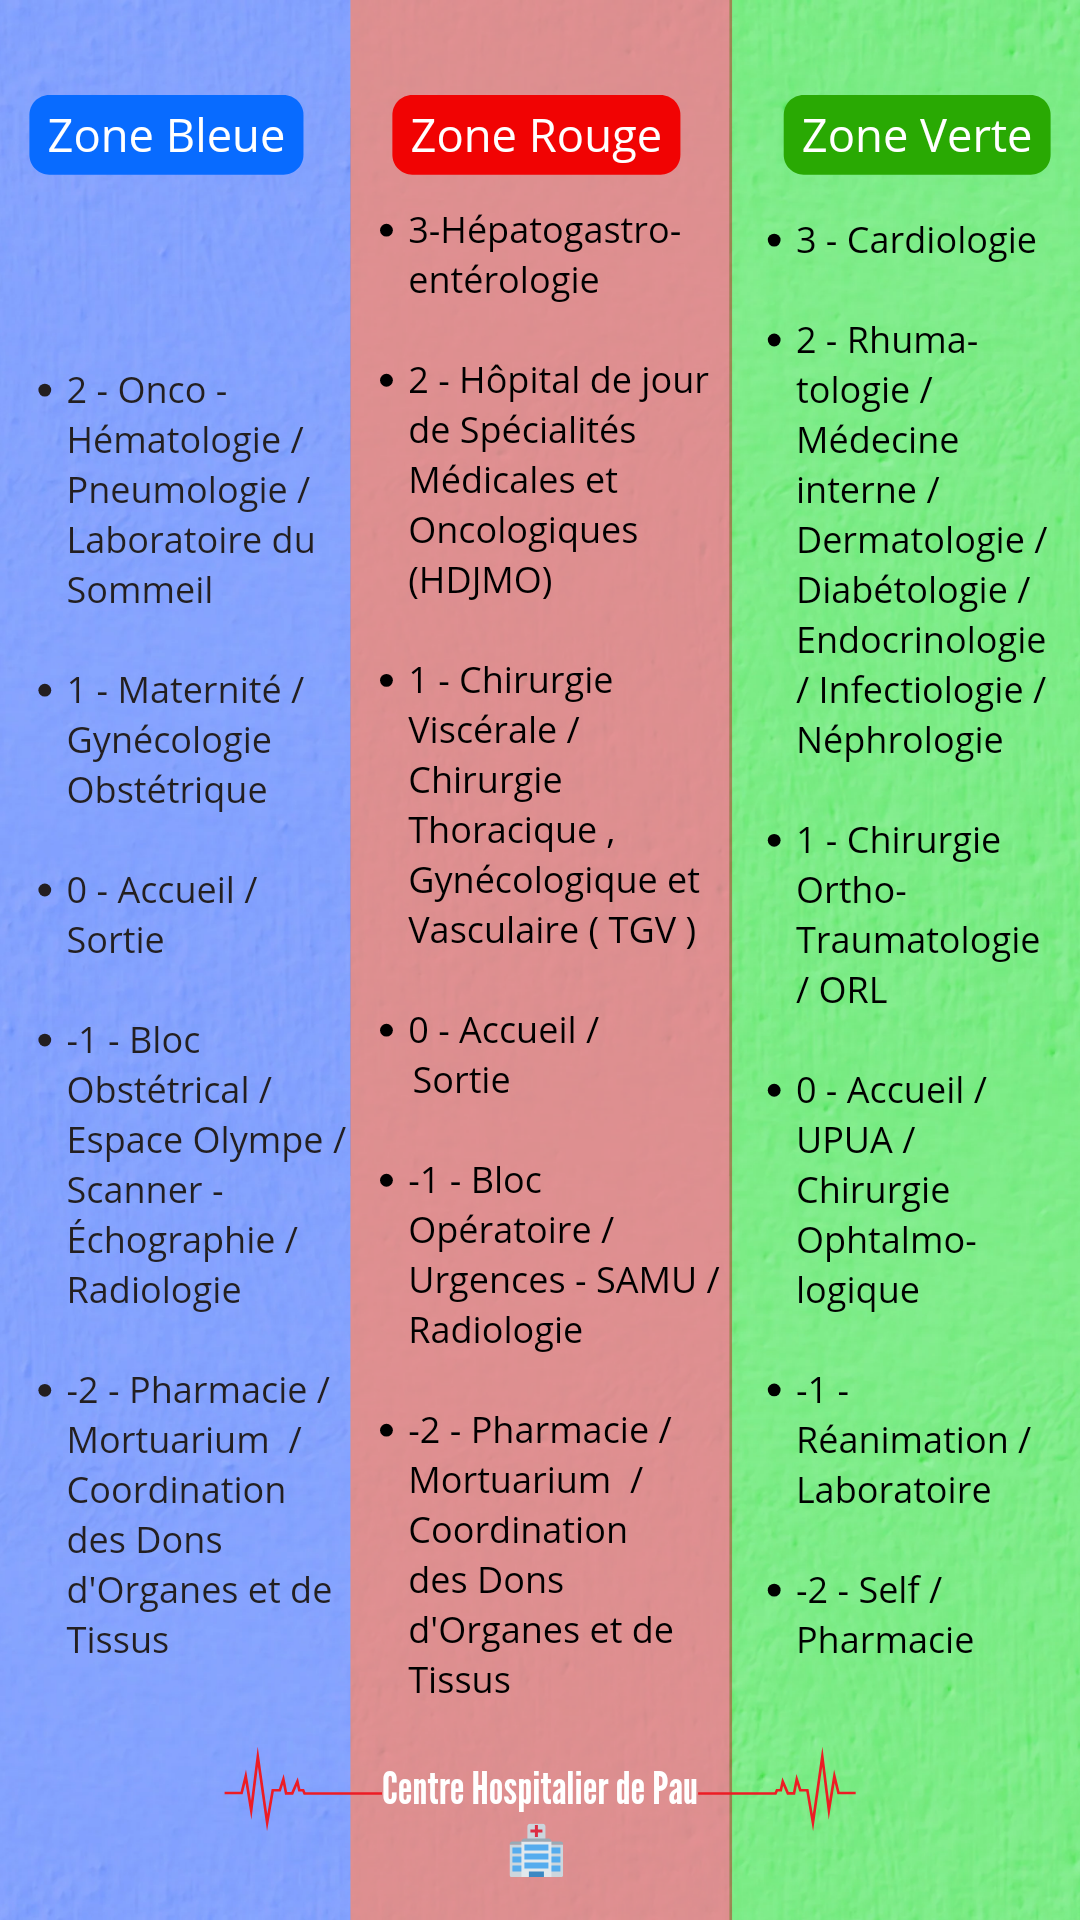 Zone Bleue
2 - Onco -
Hématologie /
Pneumologie /
Laboratoire du
Sommeil
1 - Maternité /
Gynécologie
Obstétrique
0 - Accueil /
Sortie
-1 - Bloc
Obstétrical /
Espace Olympe /
Scanner -
Échographie /
Radiologie
-2 - Pharmacie /
Mortuarium /
Coordination
des Dons
d'Organes et de
Tissus
Zone Rouge
3-Hépatogastro-
entérologie
2 - Hôpital de jour
de Spécialités
Médicales et
Oncologiques
(HDJMO)
1 - Chirurgie
Viscérale /
Chirurgie
Thoracique ,
Gynécologique et
Vasculaire ( TGV )
0 - Accueil /
Sortie
-1 - Bloc
Opératoire /
Urgences - SAMU /
Radiologie
-2 - Pharmacie /
Mortuarium /
Coordination
des Dons
d'Organes et de
Tissus
Zone Verte
3 - Cardiologie
2 - Rhuma-
tologie /
Médecine
interne /
Dermatologie /
Diabétologie /
Endocrinologie
/ Infectiologie /
Néphrologie
1 - Chirurgie
Ortho-
Traumatologie
/ ORL
0 - Accueil /
UPUA /
Chirurgie
Ophtalmo-
logique
-1 -
Réanimation /
Laboratoire
-2 - Self /
Pharmacie
Centre Hospitalier de Pau